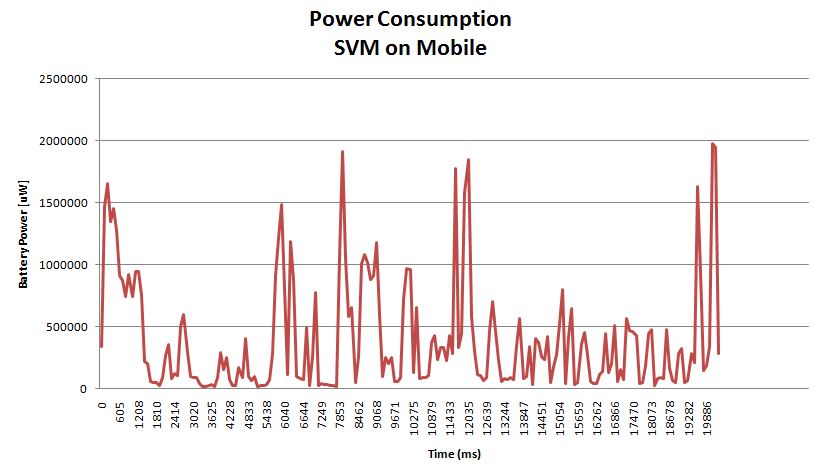 Power Consumption
SVM on Mobile
2500000
2000000
1500000
1000000
500000
0
Battery Power [uW]
0 605 1208 1810 2414 3020 3625 4228 4833 5438 6040 6644 7249 7853 8462 9068 9671 10275 10879 11433 12035 12639 13244 13847 14451 15054 15659 16262 16866 17470 18073 18678 19282 19886
Time (ms)